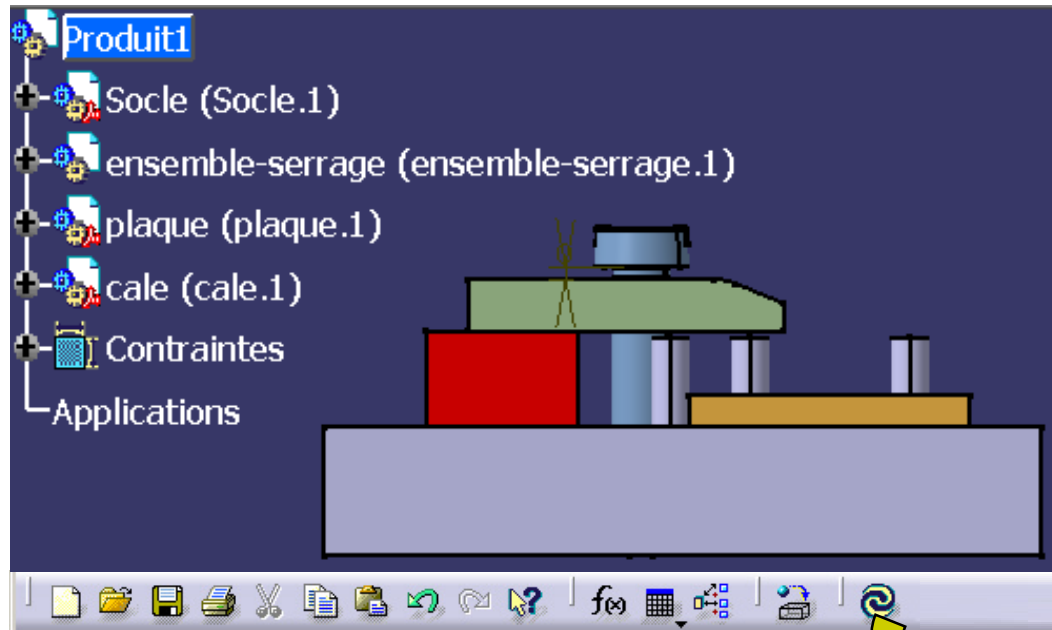 Produit1
Socle (Socle.1)
ensemble-serrage (ensemble-serrage.1)
plaque (plaque.1)
cale (cale.1)
Contraintes
Applications
f(x)